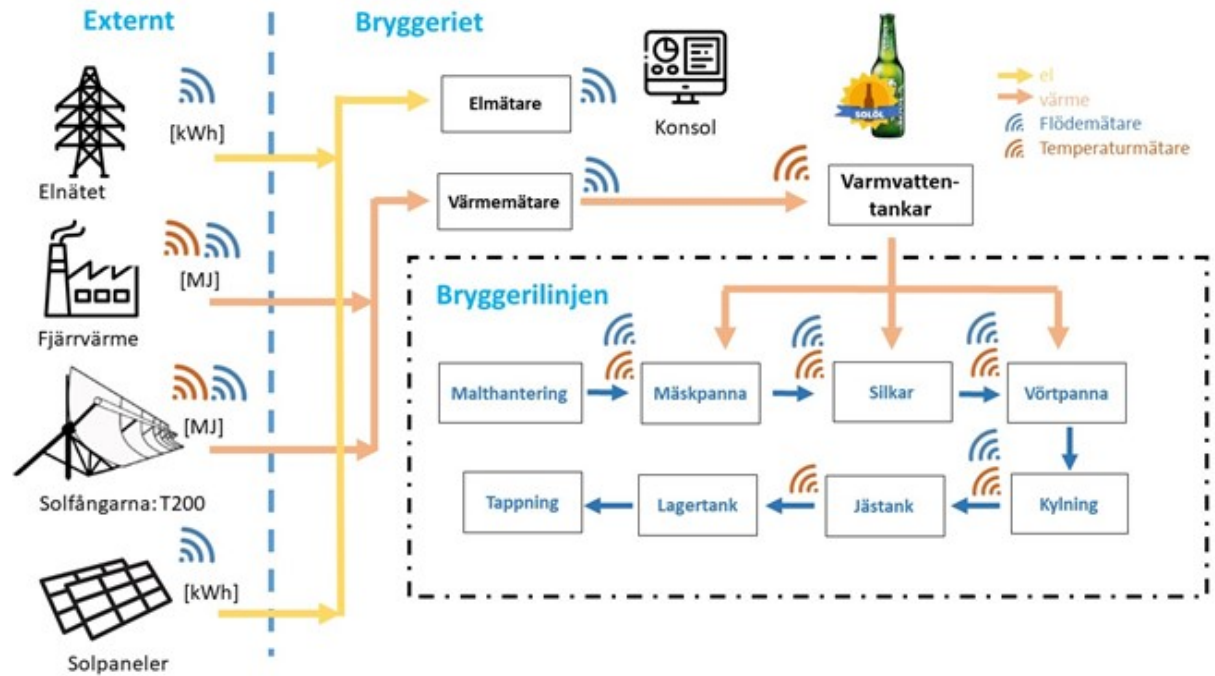 Externt
Bryggeriet
[kWh]
Elnätet
[MJ]
Fjärrvärme
[MJ]
Solfångarna: T200
[kWh]
Solpaneler
Elmätare
Konsol
SOLÖL
el
värme
Flödemätare
Temperaturmätare
Värmemätare
Varmvatten-
tankar
Bryggerilinjen
Malthantering
Mäskpanna
Silkar
Vörtpanna
Tappning
Lagertank
Jästank
Kylning